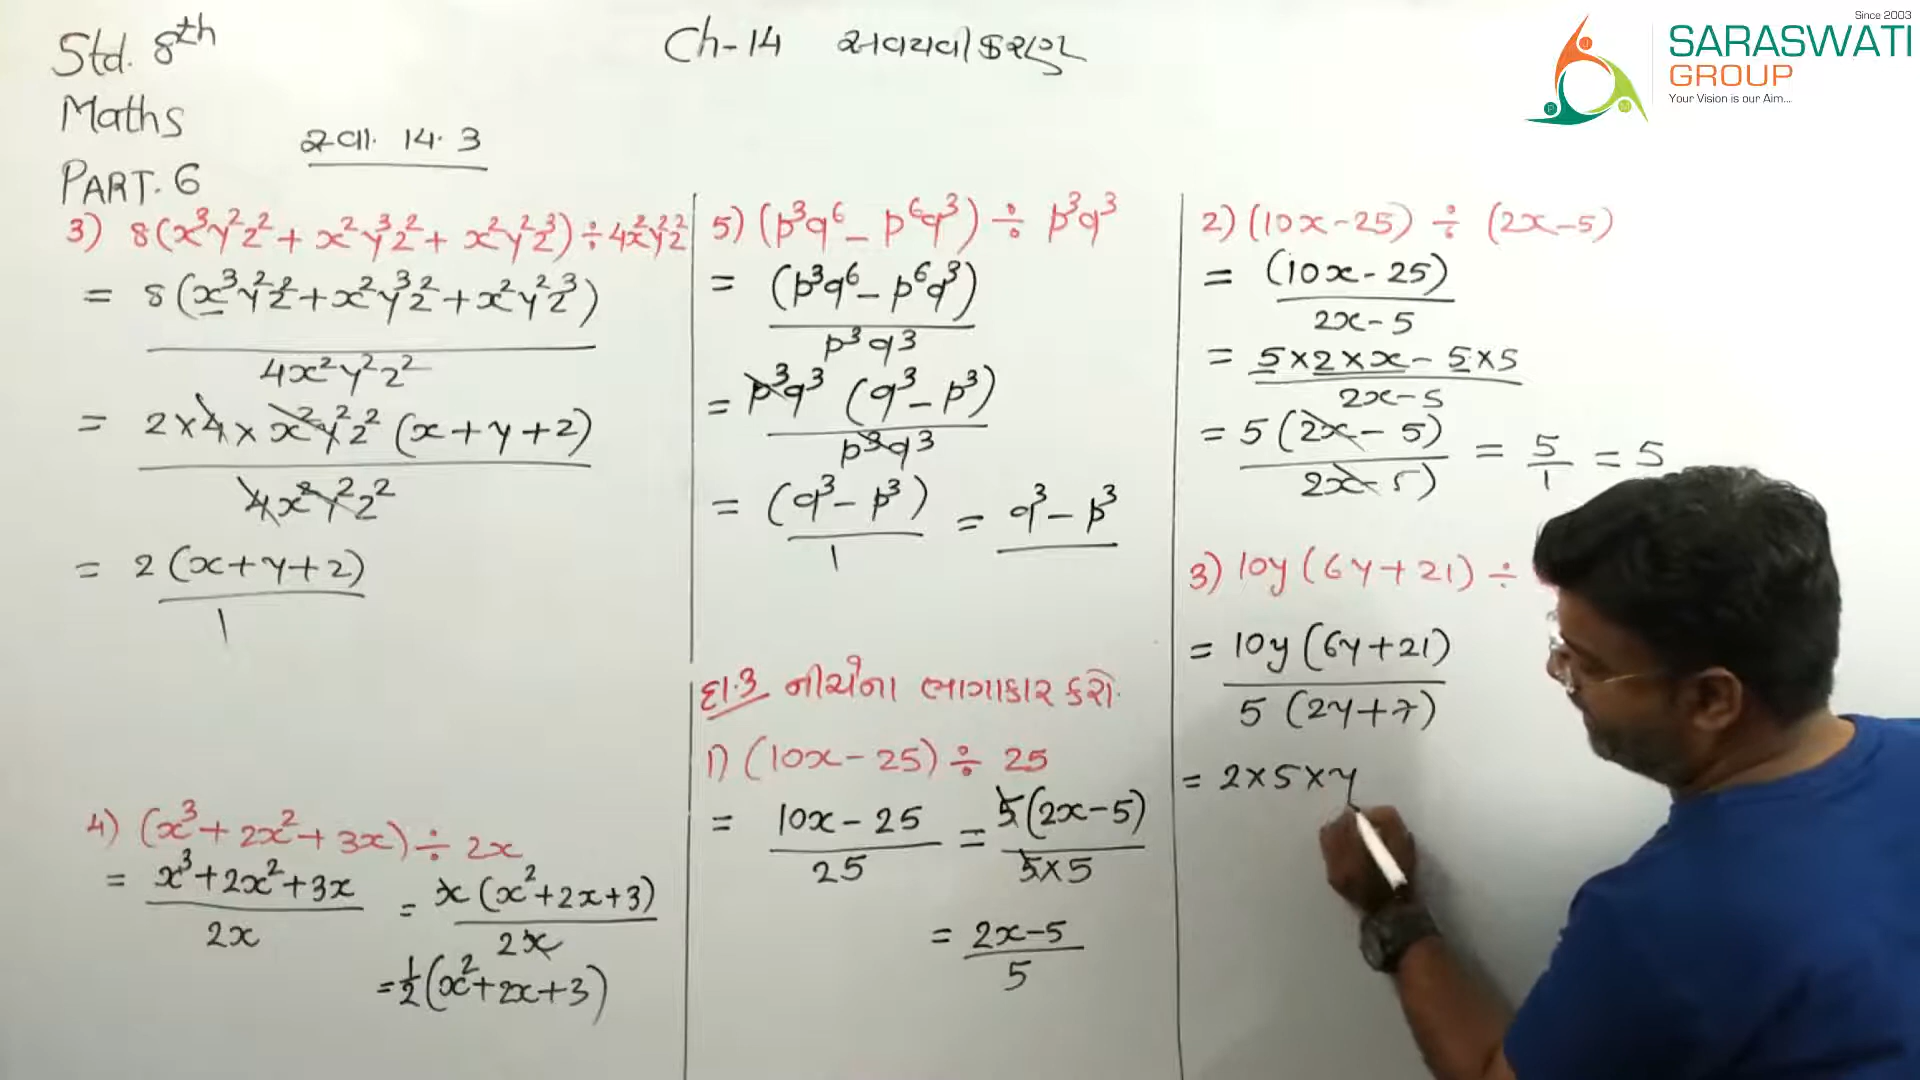 Since 2003
SARASWATI
GROUP
Your Vision is our Aim...
Std. 8th
Maths
PART. 6
Ch-14 અવયવીકરણ
સ્વા. 14.3
3) 8(x³y²z² + x²y³z² + x²y²z³) ÷ 4x²y²z²
= 8(x³y²z² + x²y³z² + x²y²z³)
4x²y²z²
= 2 × 4 × x²y²z² (x + y + z)
4x²y²z²
= 2 (x + y + z)
1
4) (x³ + 2x² + 3x) ÷ 2x
= x³ + 2x² + 3x
2x
= x (x² + 2x + 3)
2x
= 1/2 (x² + 2x + 3)
5) (p³q⁶ – p⁶q³) ÷ p³q³
= (p³q⁶ – p⁶q³)
p³q³
= p³q³ (q³ – p³)
p³q³
= (q³ – p³)
1
= q³ – p³
દા.3 નીચેના ભાગાકાર કરો.
1) (10x – 25) ÷ 25
= 10x – 25
25
= 5 (2x – 5)
5 × 5
= 2x – 5
5
2) (10x – 25) ÷ (2x – 5)
= (10x – 25)
2x – 5
= 5 × 2 × x – 5 × 5
2x – 5
= 5 (2x – 5)
2x – 5)
= 5
1
= 5
3) 10y (6y + 21) ÷
= 10y (6y + 21)
5 (2y + 7)
= 2 × 5 × y